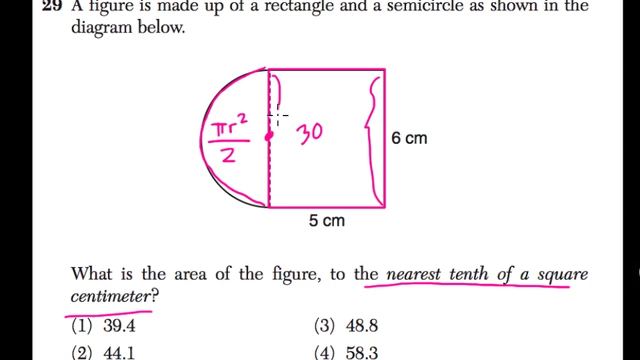 29 A figure is made up of a rectangle and a semicircle as shown in the
diagram below.
πr²
2
30
6 cm
5 cm
What is the area of the figure, to the nearest tenth of a square
centimeter?
(1) 39.4
(3) 48.8
(2) 44.1
(4) 58.3